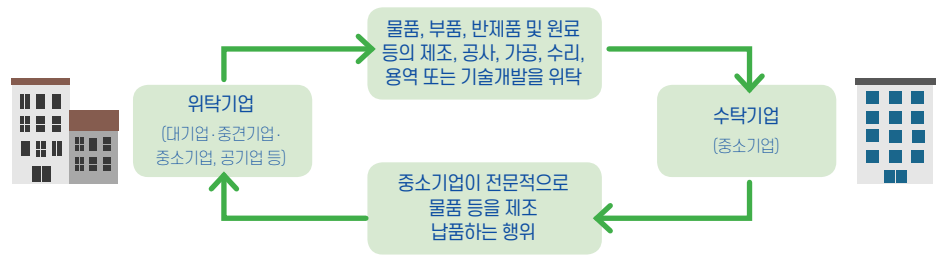 물품, 부품, 반제품 및 원료
등의 제조, 공사, 가공, 수리,
용역 또는 기술개발을 위탁
위탁기업
(대기업·중견기업·
중소기업, 공기업 등)
수탁기업
(중소기업)
중소기업이 전문적으로
물품 등을 제조
납품하는 행위